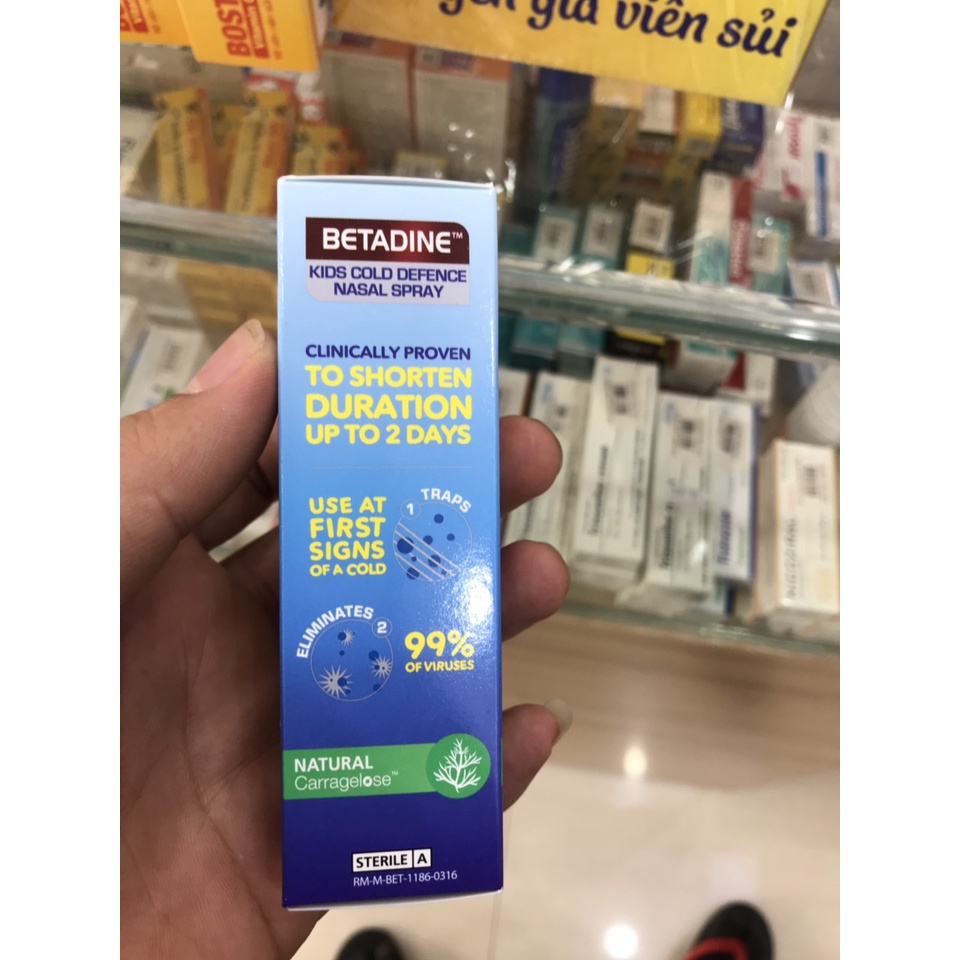 giá viên sủi
BOST
BETADINE™
KIDS COLD DEFENCE
NASAL SPRAY
CLINICALLY PROVEN
TO SHORTEN
DURATION
UP TO 2 DAYS
USE AT
FIRST
SIGNS
OF A COLD
1 TRAPS
ELIMINATES 2
99%
OF VIRUSES
NATURAL
Carragelose™
STERILE A
RM-M-BET-1186-0316